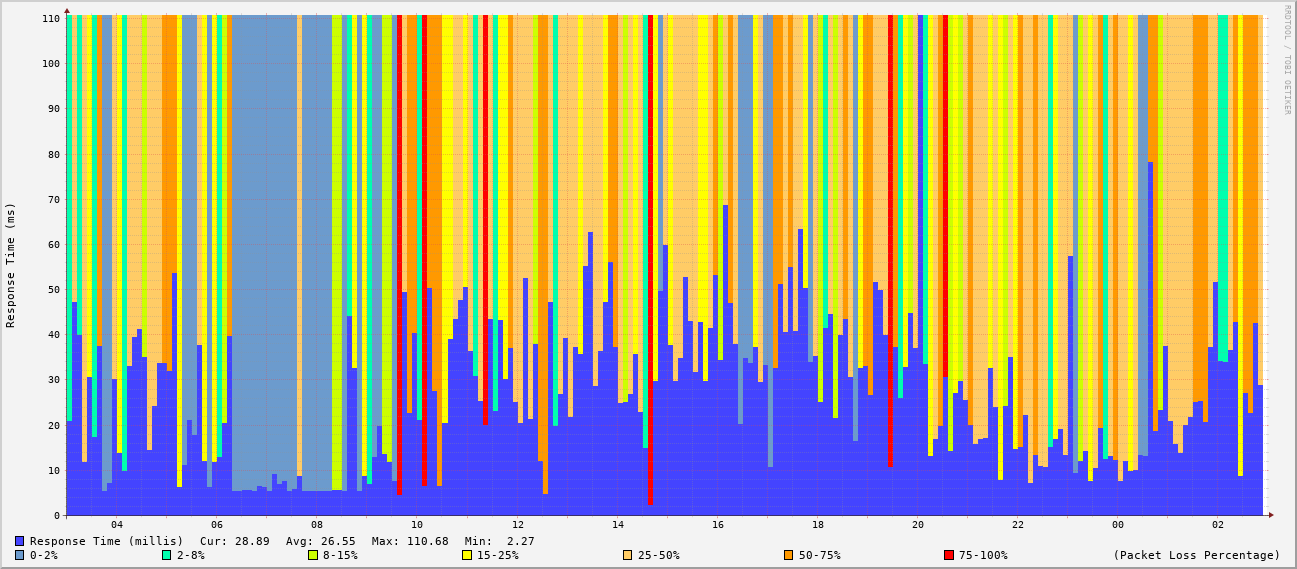 RRDTOOL / TOBI OETIKER
Response Time (ms)
110
100
90
80
70
60
50
40
30
20
10
0
04 06 08 10 12 14 16 18 20 22 00 02
Response Time (millis) Cur: 28.89 Avg: 26.55 Max: 110.68 Min: 2.27
0-2% 2-8% 8-15% 15-25% 25-50% 50-75% 75-100% (Packet Loss Percentage)